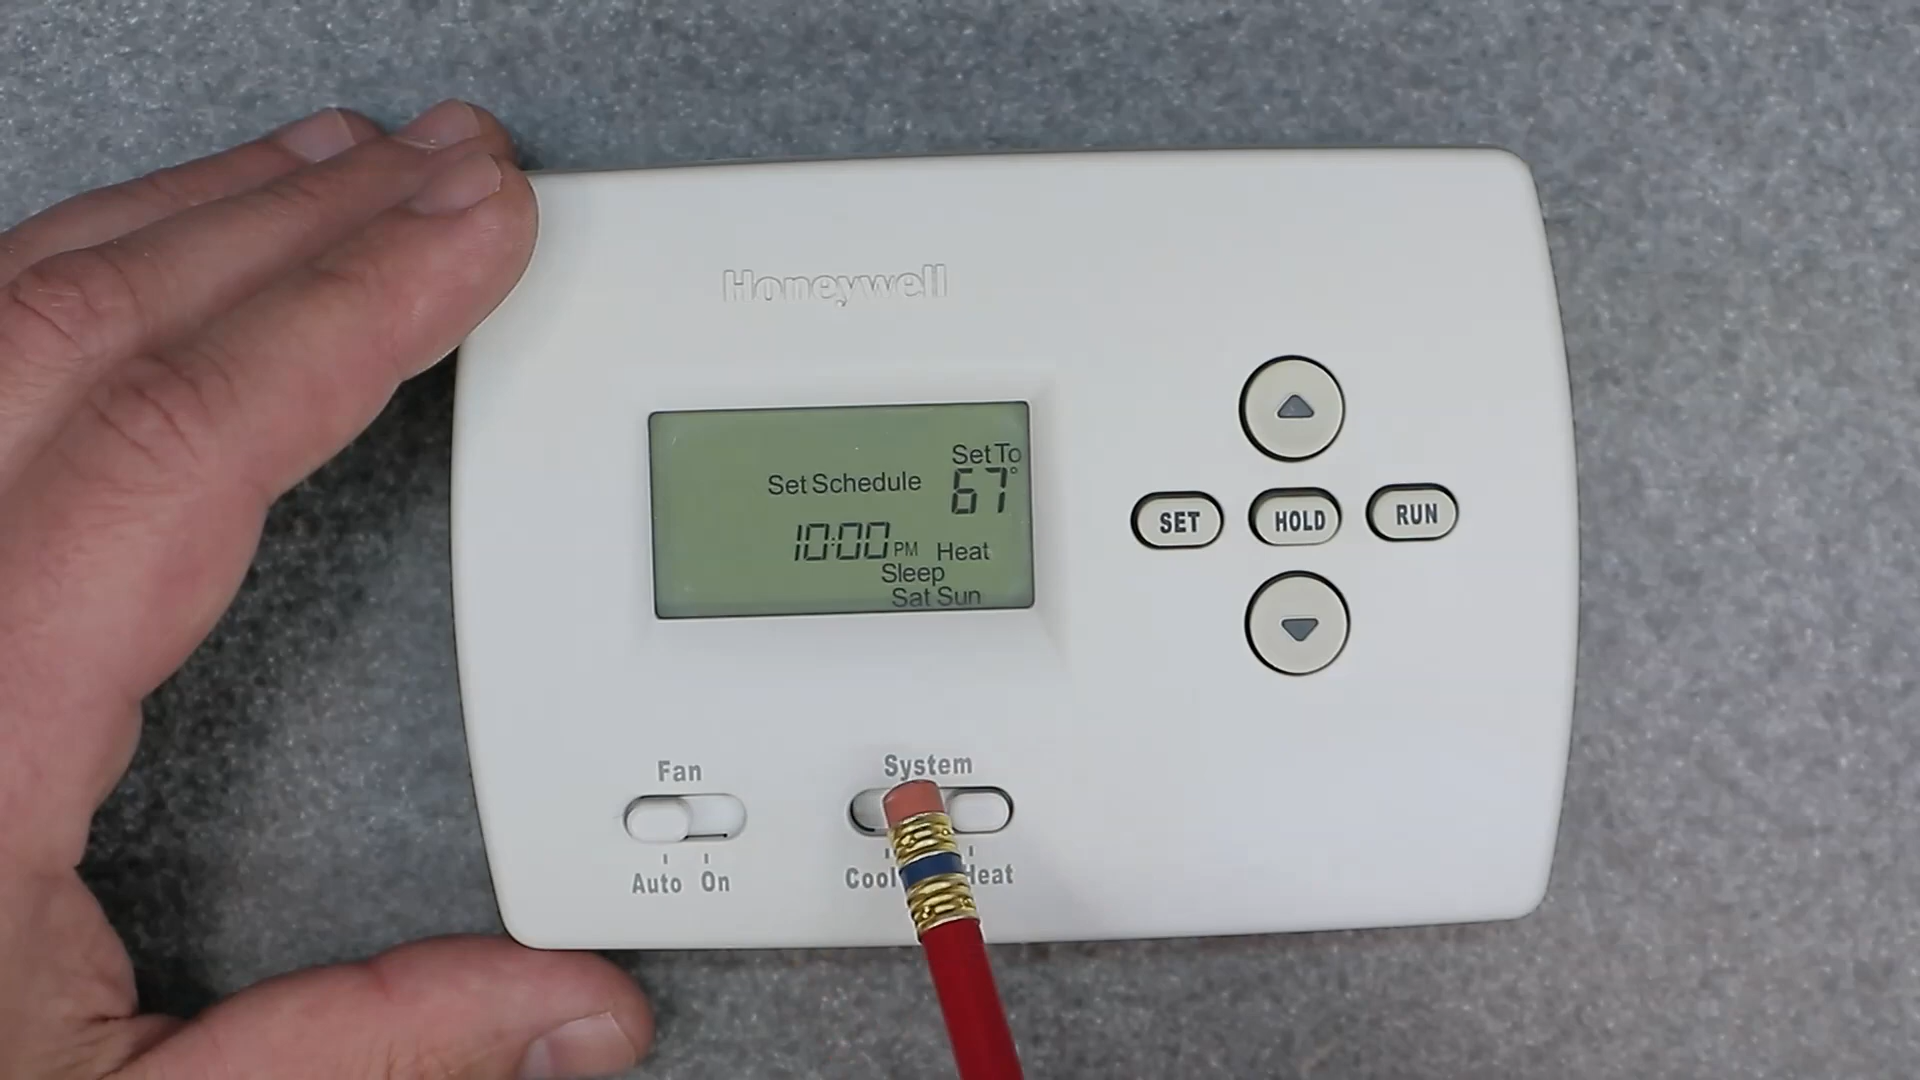 Honeywell
Set To
Set Schedule 67°
10:00 PM Heat
Sleep
Sat Sun
SET HOLD RUN
Fan
System
Auto On
Cool Heat